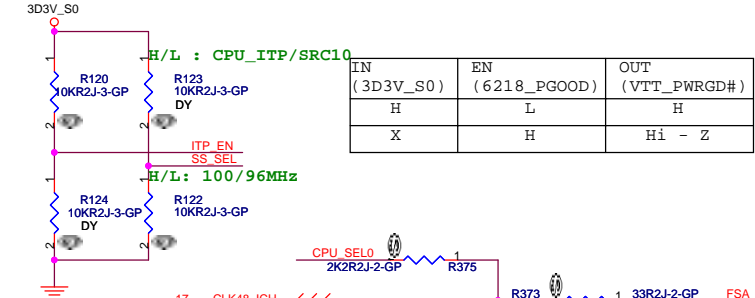 3D3V_S0
H/L : CPU_ITP/SRC10
1 1
R120 R123
10KR2J-3-GP 10KR2J-3-GP
DY
2 2
IN EN OUT
(3D3V_S0) (6218_PGOOD) (VTT_PWRGD#)
H L H
X H Hi - Z
ITP_EN
SS_SEL
H/L: 100/96MHz
1 1
R124 R122
10KR2J-3-GP 10KR2J-3-GP
DY
2 2
CPU_SEL0 1
2K2R2J-2-GP R375
17 CLK48_ICH
R373 1 33R2J-2-GP FSA